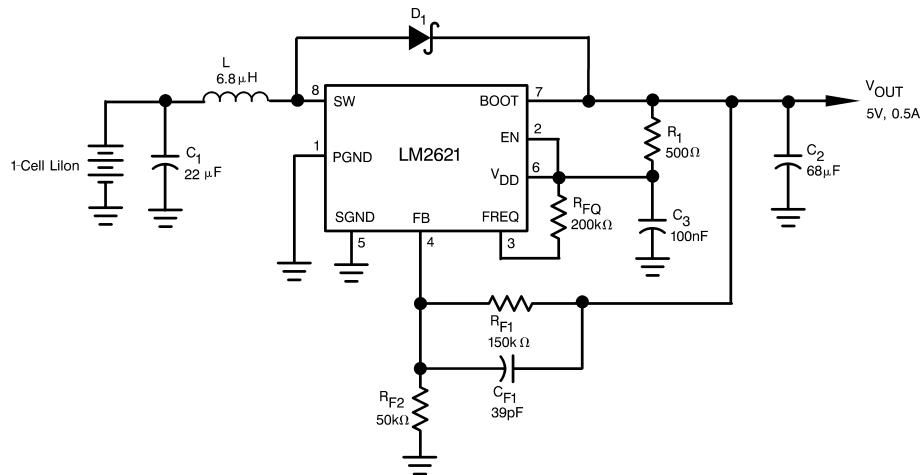 D1
L
6.8 μH
8
SW
BOOT
7
VOUT
5V, 0.5A
EN
2
R1
500Ω
1-Cell LiIon
C1
22 μF
1
PGND
LM2621
VDD
6
C2
68μF
RFQ
200kΩ
C3
100nF
SGND
FB
FREQ
5
4
3
RF1
150k Ω
CF1
39pF
RF2
50kΩ